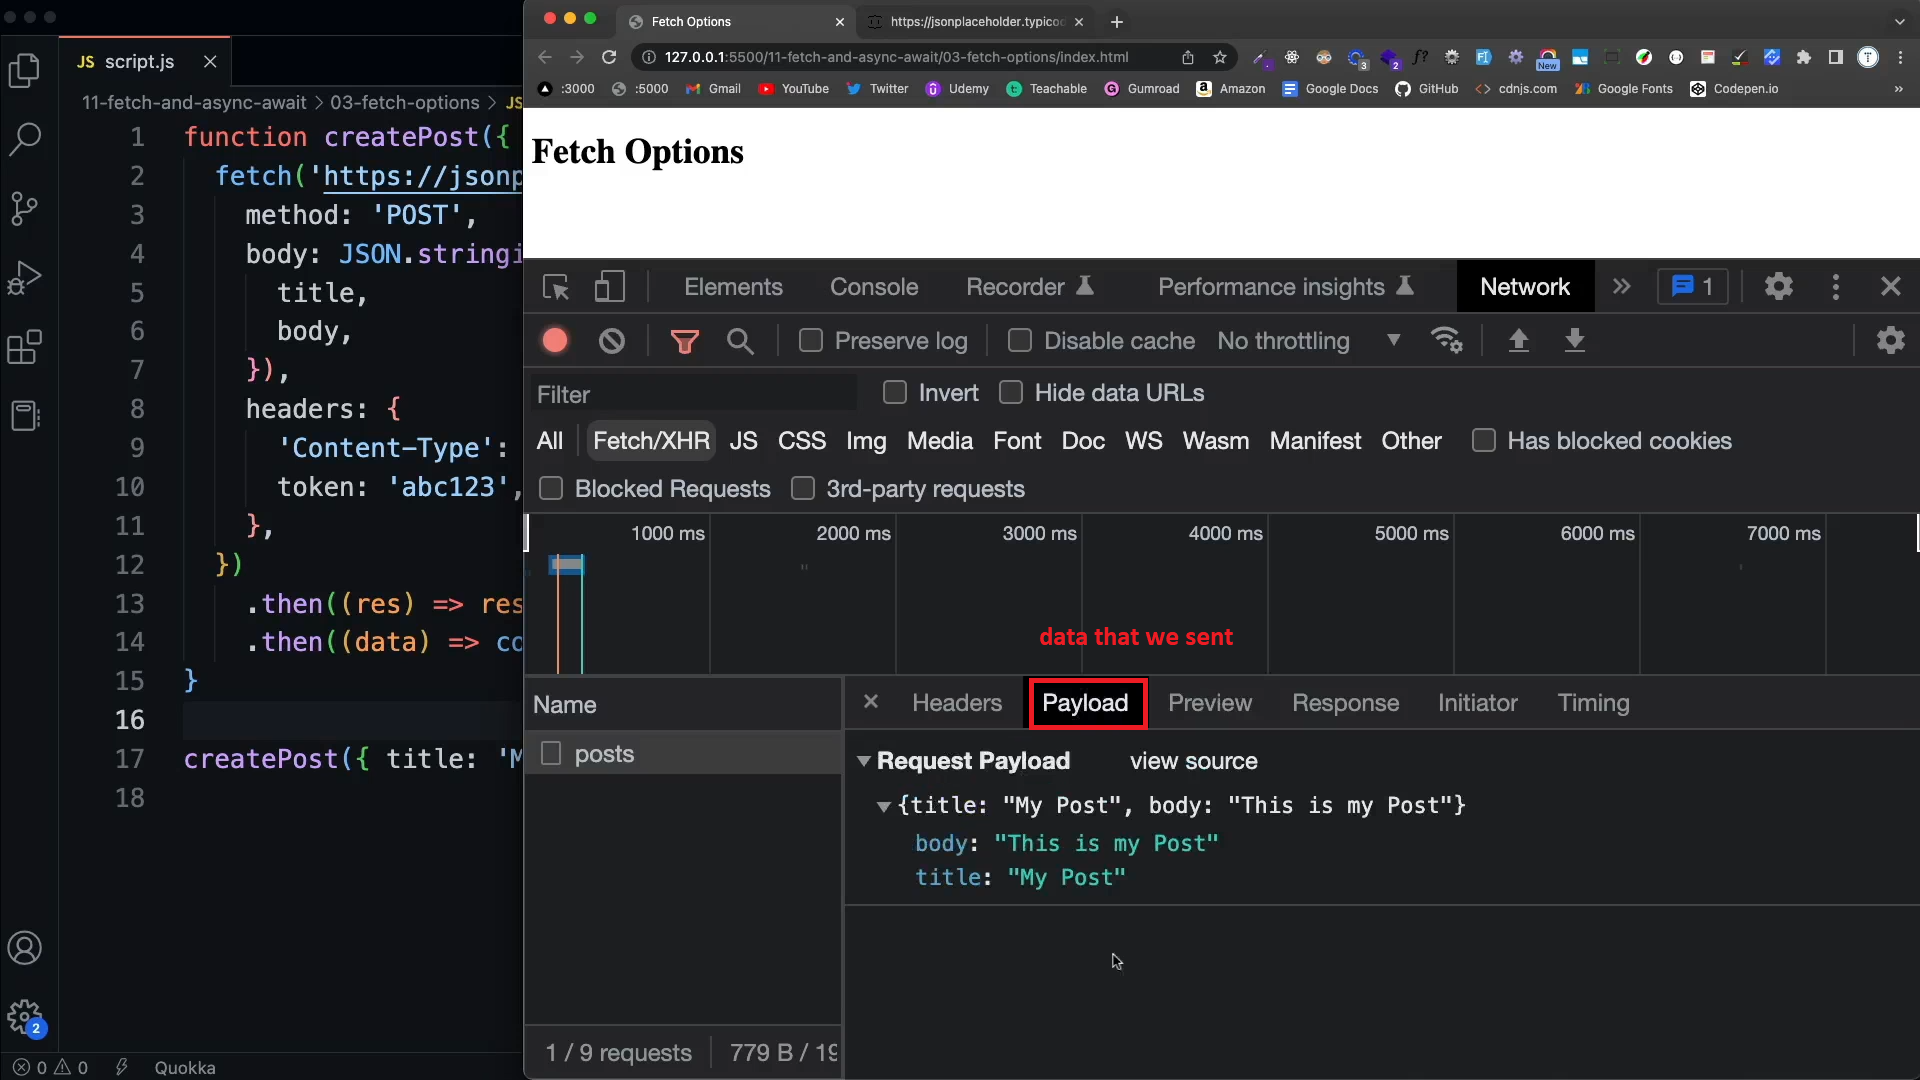 JS script.js
11-fetch-and-async-await > 03-fetch-options > JS
1 function createPost({
2 fetch('https://jsonp
3 method: 'POST',
4 body: JSON.stringi
5 title,
6 body,
7 }),
8 headers: {
9 'Content-Type':
10 token: 'abc123',
11 },
12 })
13 .then((res) => res
14 .then((data) => co
15 }
16
17 createPost({ title: 'M
18
2
0 0 Quokka
Fetch Options
https://jsonplaceholder.typicod
127.0.0.1:5500/11-fetch-and-async-await/03-fetch-options/index.html
3 2 f? New T
:3000 :5000 Gmail YouTube Twitter Udemy Teachable Gumroad Amazon Google Docs GitHub cdnjs.com Google Fonts Codepen.io »
Fetch Options
Elements Console Recorder Performance insights Network » 1
Preserve log Disable cache No throttling
Filter Invert Hide data URLs
All Fetch/XHR JS CSS Img Media Font Doc WS Wasm Manifest Other Has blocked cookies
Blocked Requests 3rd-party requests
1000 ms 2000 ms 3000 ms 4000 ms 5000 ms 6000 ms 7000 ms
data that we sent
Name
posts
Headers Payload Preview Response Initiator Timing
Request Payload view source
{title: "My Post", body: "This is my Post"}
body: "This is my Post"
title: "My Post"
1 / 9 requests 779 B / 19